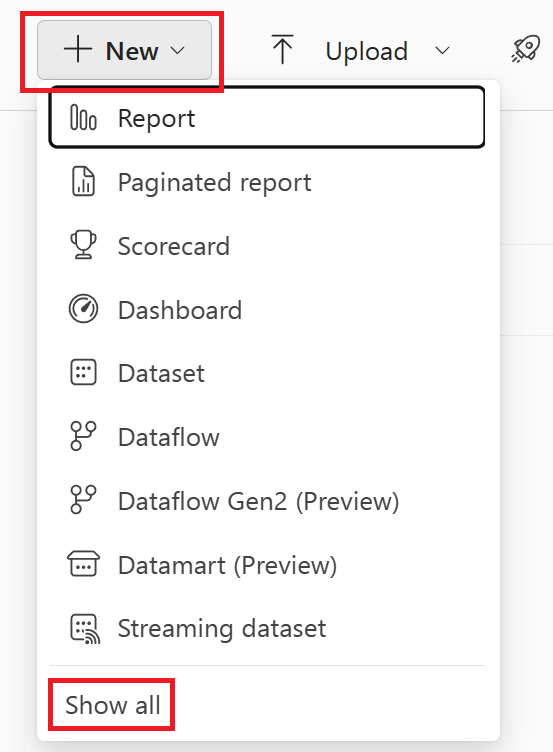 New
Upload
Report
Paginated report
Scorecard
Dashboard
Dataset
Dataflow
Dataflow Gen2 (Preview)
Datamart (Preview)
Streaming dataset
Show all